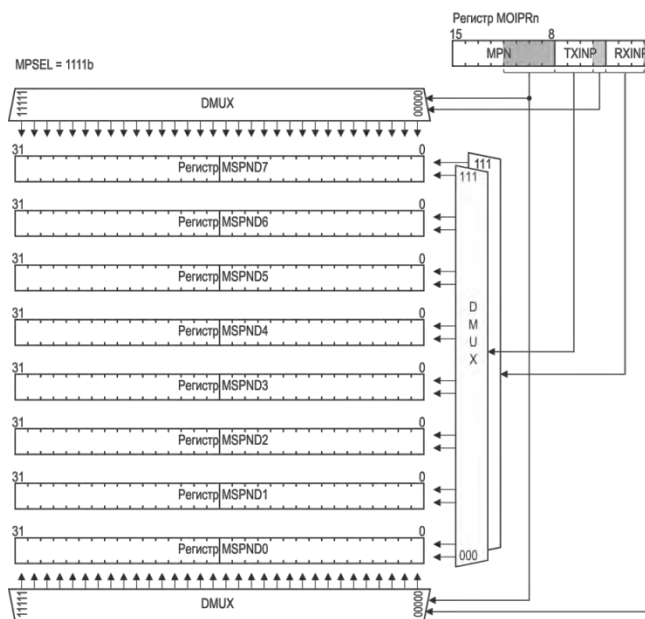 Регистр MOIPRn
15 8
MPN TXINP RXINP
MPSEL = 1111b
11111 DMUX 00000
31 0
Регистр MSPND7
31 0
Регистр MSPND6
31 0
Регистр MSPND5
31 0
Регистр MSPND4
31 0
Регистр MSPND3
31 0
Регистр MSPND2
31 0
Регистр MSPND1
31 0
Регистр MSPND0
11111 DMUX 00000
111
111
D
M
U
X
000